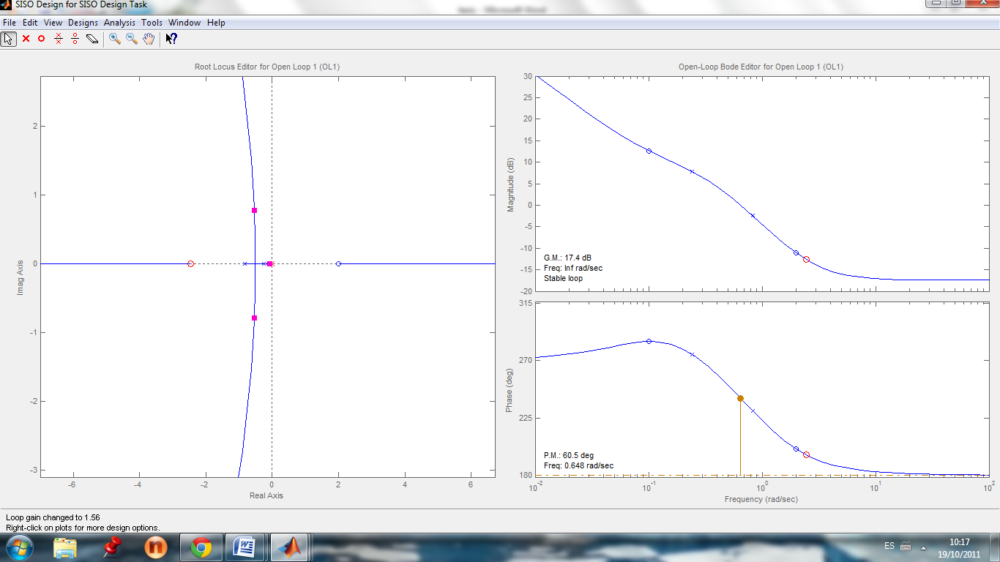 SISO Design for SISO Design Task
File Edit View Designs Analysis Tools Window Help
Root Locus Editor for Open Loop 1 (OL1)
2
1
0
-1
-2
-3
Imag Axis
-6 -4 -2 0 2 4 6
Real Axis
Open-Loop Bode Editor for Open Loop 1 (OL1)
30
25
20
15
10
5
0
-5
-10
-15
-20
Magnitude (dB)
G.M.: 17.4 dB
Freq: Inf rad/sec
Stable loop
315
270
225
180
Phase (deg)
P.M.: 60.5 deg
Freq: 0.648 rad/sec
10^-2 10^-1 10^0 10^1 10^2
Frequency (rad/sec)
Loop gain changed to 1.56
Right-click on plots for more design options.
ES
10:17
19/10/2011